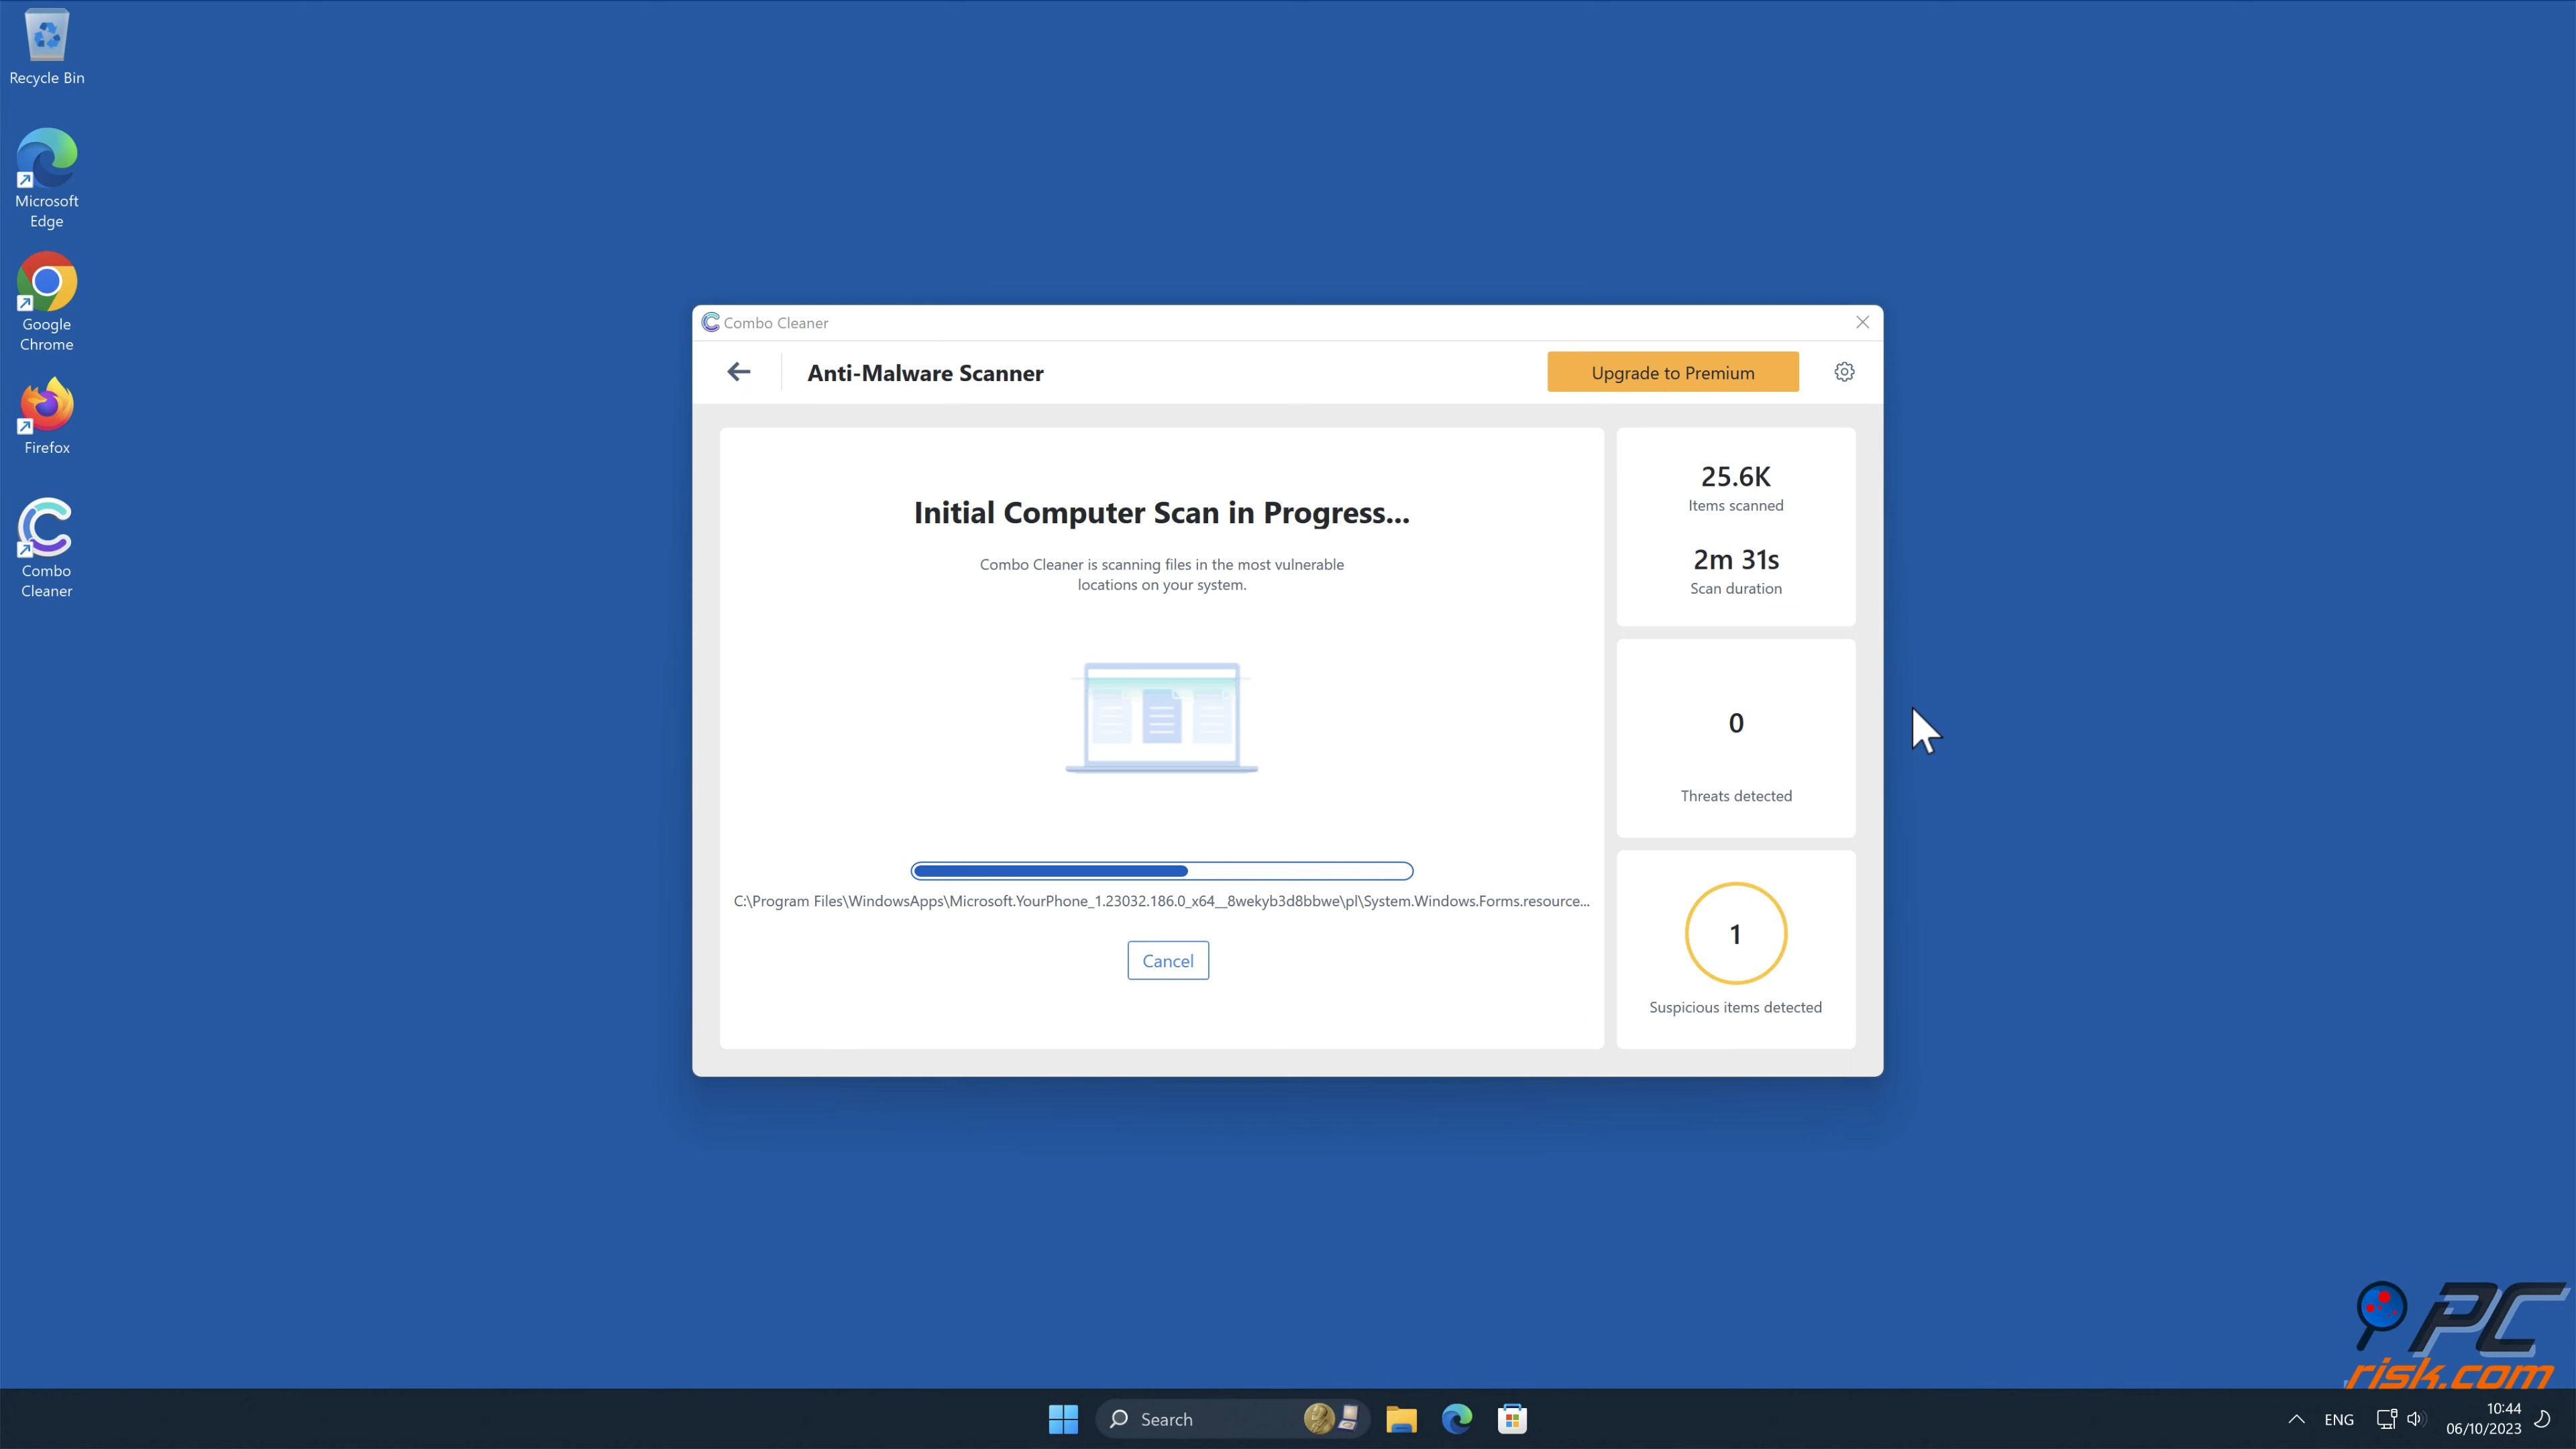 Recycle Bin
Microsoft
Edge
Google
Chrome
Firefox
Combo
Cleaner
Combo Cleaner
Anti-Malware Scanner
Upgrade to Premium
Initial Computer Scan in Progress...
Combo Cleaner is scanning files in the most vulnerable
locations on your system.
C:\Program Files\WindowsApps\Microsoft.YourPhone_1.23032.186.0_x64__8wekyb3d8bbwe\pl\System.Windows.Forms.resource...
Cancel
25.6K
Items scanned
2m 31s
Scan duration
0
Threats detected
1
Suspicious items detected
PC
risk.com
Search
ENG
10:44
06/10/2023